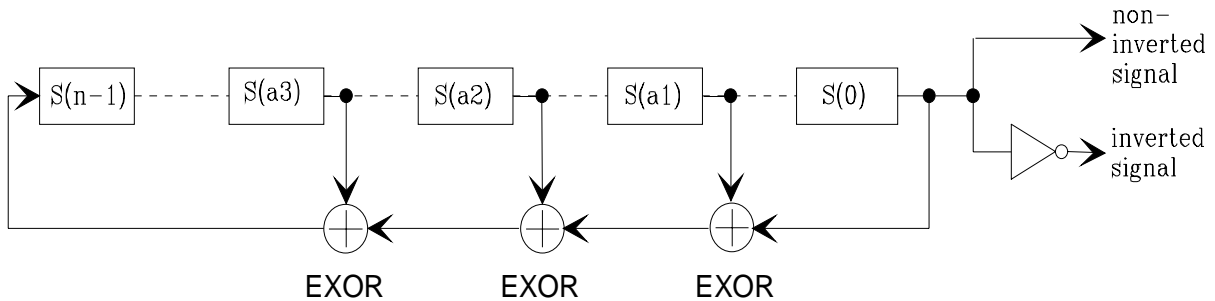 non-
inverted
signal
S(n-1)
S(a3)
S(a2)
S(a1)
S(0)
inverted
signal
EXOR
EXOR
EXOR